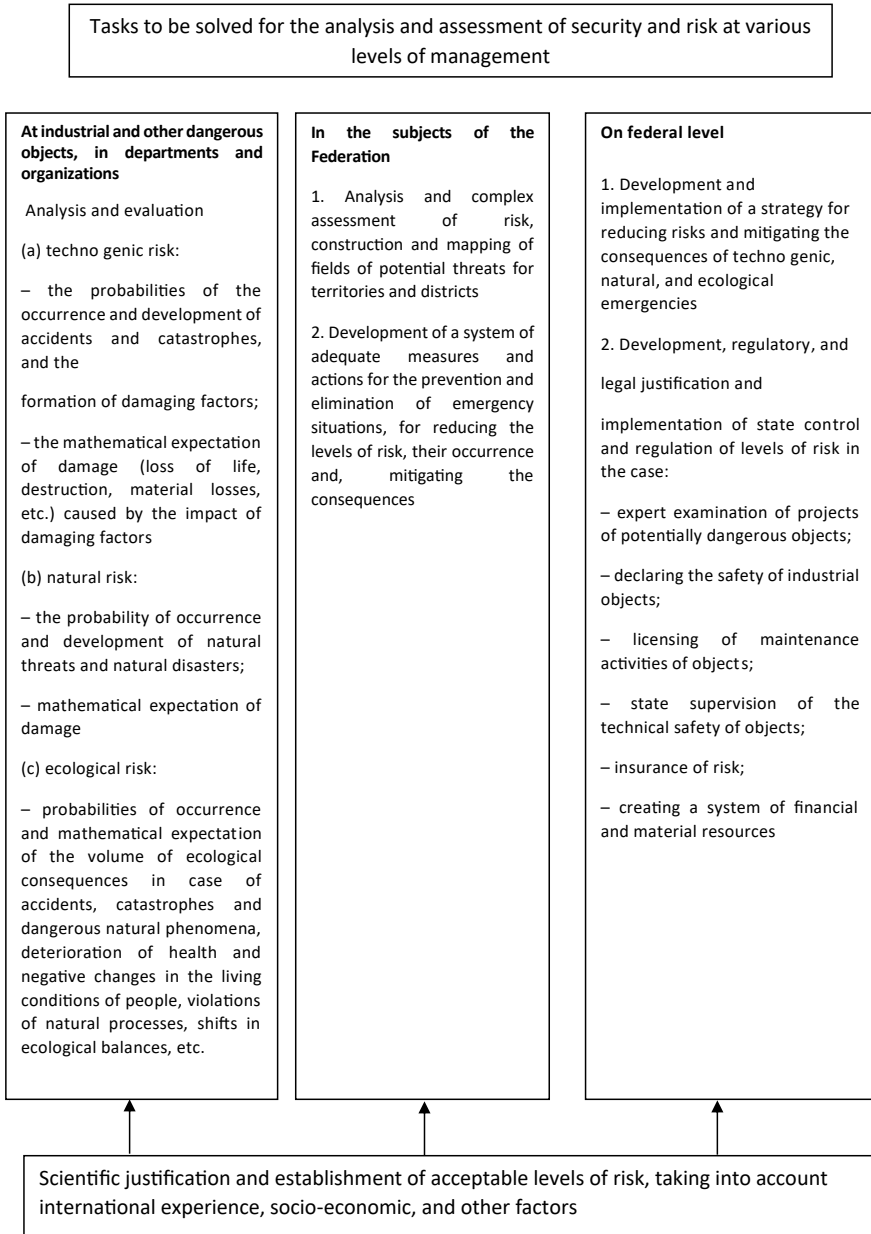 Tasks to be solved for the analysis and assessment of security and risk at various
levels of management
At industrial and other dangerous
objects, in departments and
organizations
Analysis and evaluation
(a) techno genic risk:
– the probabilities of the
occurrence and development of
accidents and catastrophes,
and the
formation of damaging factors;
– the mathematical expectation
of damage (loss of life,
destruction, material losses,
etc.) caused by the impact of
damaging factors
(b) natural risk:
– the probability of occurrence
and development of natural
threats and natural disasters;
– mathematical expectation of
damage
(c) ecological risk:
– probabilities of occurrence
and mathematical expectation
of the volume of ecological
consequences in case of
accidents, catastrophes and
dangerous natural phenomena,
deterioration of health and
negative changes in the living
conditions of people, violations
of natural processes, shifts in
ecological balances, etc.
In the subjects of the
Federation
1. Analysis and complex
assessment of risk,
construction and mapping of
fields of potential threats for
territories and districts
2. Development of a system of
adequate measures and
actions for the prevention and
elimination of emergency
situations, for reducing the
levels of risk, their occurrence
and, mitigating the
consequences
On federal level
1. Development and
implementation of a strategy for
reducing risks and mitigating the
consequences of techno genic,
natural, and ecological
emergencies
2. Development, regulatory, and
legal justification and
implementation of state control
and regulation of levels of risk in
the case:
– expert examination of projects
of potentially dangerous objects;
– declaring the safety of industrial
objects;
– licensing of maintenance
activities of objects;
– state supervision of the
technical safety of objects;
– insurance of risk;
– creating a system of financial
and material resources
Scientific justification and establishment of acceptable levels of risk, taking into account
international experience, socio-economic, and other factors